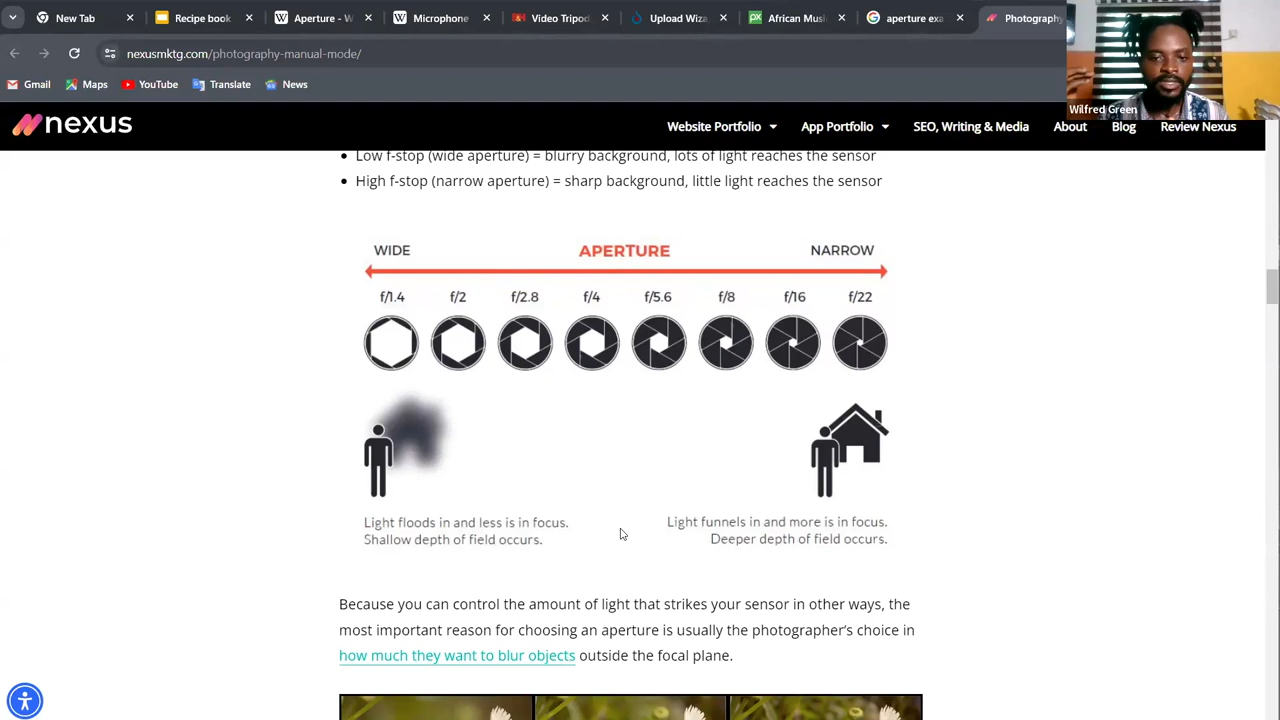 New Tab
Recipe book
Aperture - W
Microphone
Video Tripod
Update Wiz
African Musi
aperture exa
Photography
nexusmktg.com/photography-manual-mode/
Gmail
Maps
YouTube
Translate
News
Wilfred Green
nexus
Website Portfolio
App Portfolio
SEO, Writing & Media
About
Blog
Review Nexus
Low f-stop (wide aperture) = blurry background, lots of light reaches the sensor
High f-stop (narrow aperture) = sharp background, little light reaches the sensor
WIDE APERTURE NARROW
f/1.4 f/2 f/2.8 f/4 f/5.6 f/8 f/16 f/22
Light floods in and less is in focus.
Shallow depth of field occurs.
Light funnels in and more is in focus.
Deeper depth of field occurs.
Because you can control the amount of light that strikes your sensor in other ways, the
most important reason for choosing an aperture is usually the photographer's choice in
how much they want to blur objects outside the focal plane.